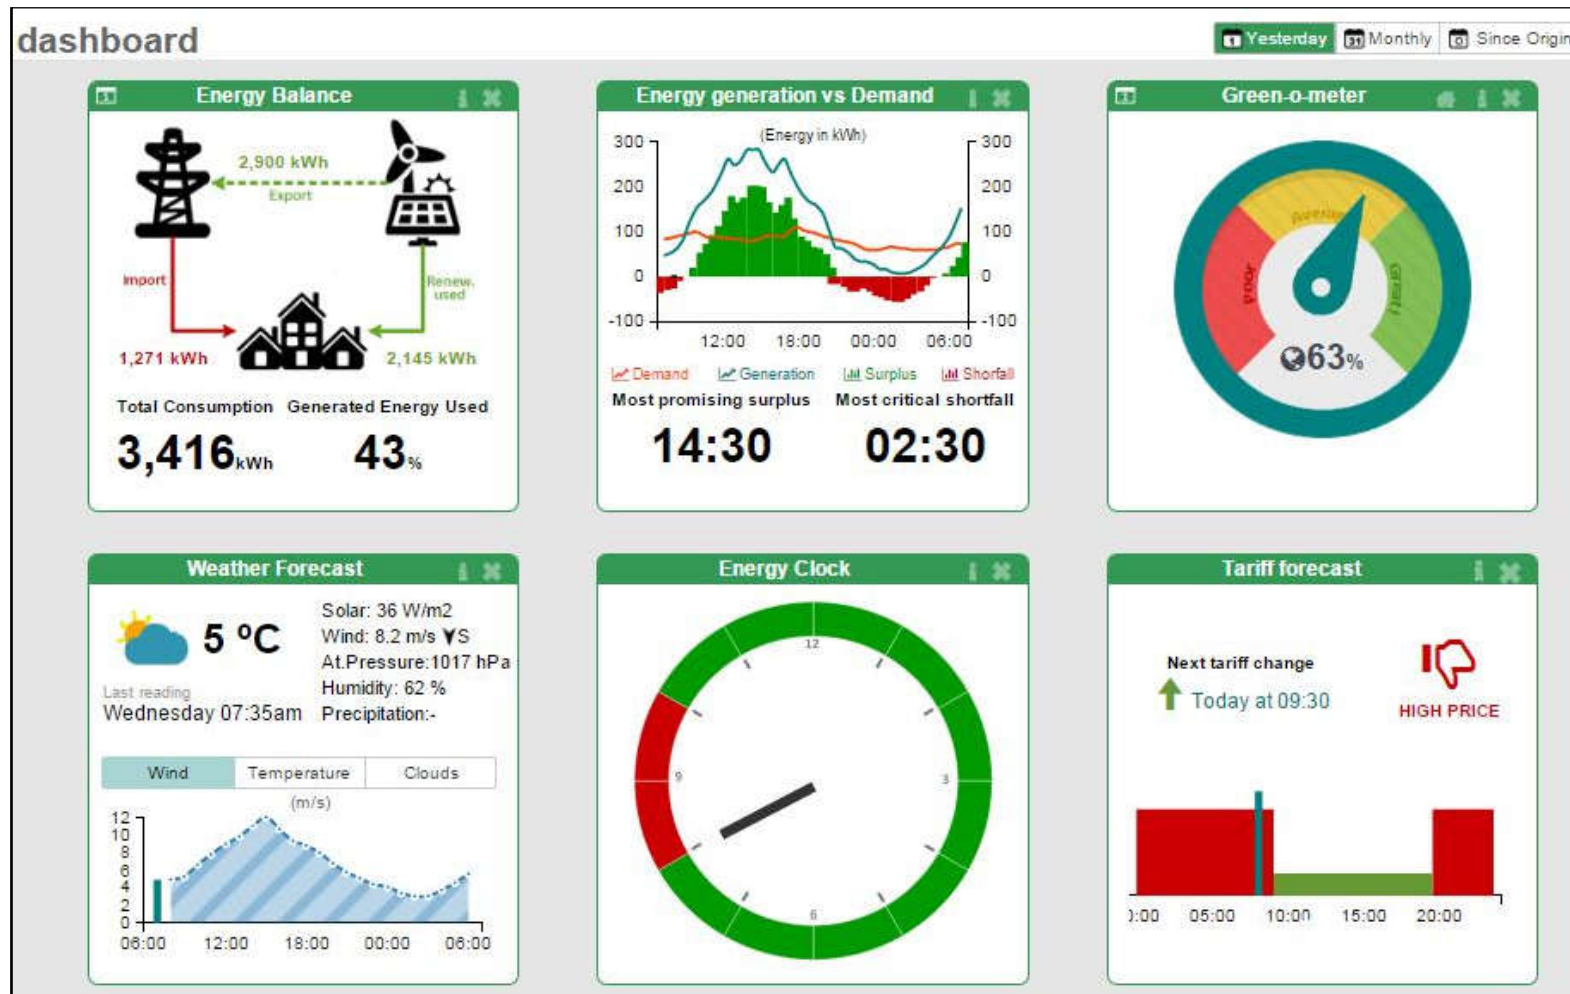 dashboard
Yesterday
Monthly
Since Origin
Energy Balance
2,900 kWh
Export
Import
Renew.
used
1,271 kWh
2,145 kWh
Total Consumption
Generated Energy Used
3,416 kWh
43%
Energy generation vs Demand
(Energy in kWh)
300
200
100
0
-100
300
200
100
0
-100
12:00 18:00 00:00 06:00
Demand Generation Surplus Shorfall
Most promising surplus
Most critical shortfall
14:30
02:30
Green-o-meter
Poor
63%
Weather Forecast
5 ºC
Last reading
Wednesday 07:35am
Solar: 36 W/m2
Wind: 8.2 m/s S
At.Pressure:1017 hPa
Humidity: 62 %
Precipitation:-
Wind Temperature Clouds
(m/s)
12
10
8
6
4
2
0
06:00 12:00 18:00 00:00 06:00
Energy Clock
12
3
6
9
Tariff forecast
Next tariff change
Today at 09:30
HIGH PRICE
):00 05:00 10:00 15:00 20:00